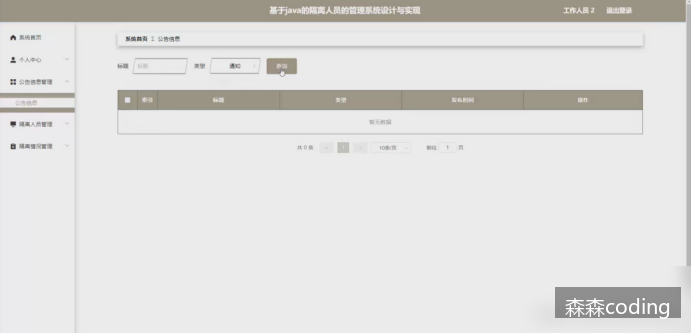 基于java的隔离人员的管理系统设计与实现
工作人员 2 退出登录
系统首页
个人中心
公告信息管理
公告信息
隔离人员管理
隔离情况管理
系统首页 公告信息
标题 标题 类型 通知 查询
索引 标题 类型 发布时间 操作
暂无数据
共 0 条 1 10条/页 前往 1 页
森森coding